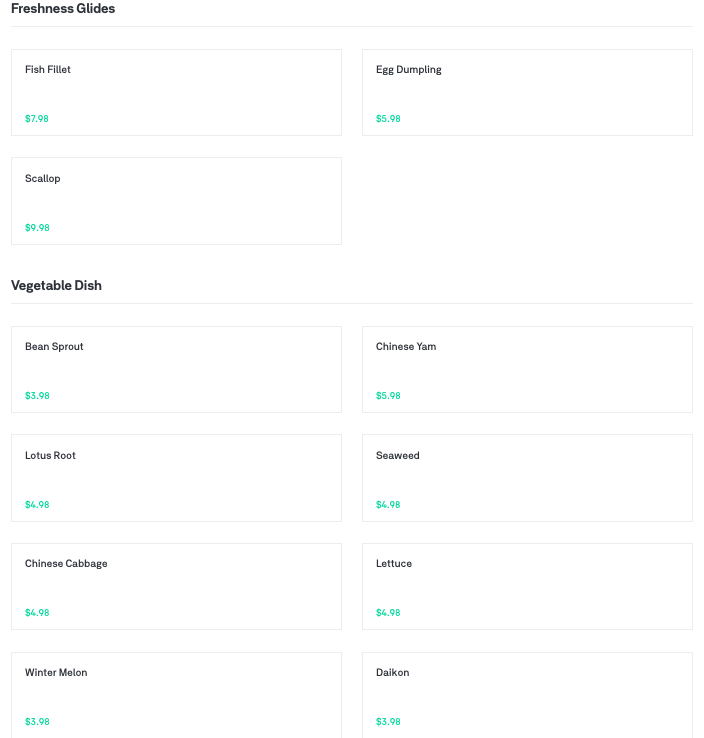 Freshness Glides
Fish Fillet
$7.98
Egg Dumpling
$5.98
Scallop
$9.98
Vegetable Dish
Bean Sprout
$3.98
Chinese Yam
$5.98
Lotus Root
$4.98
Seaweed
$4.98
Chinese Cabbage
$4.98
Lettuce
$4.98
Winter Melon
$3.98
Daikon
$3.98